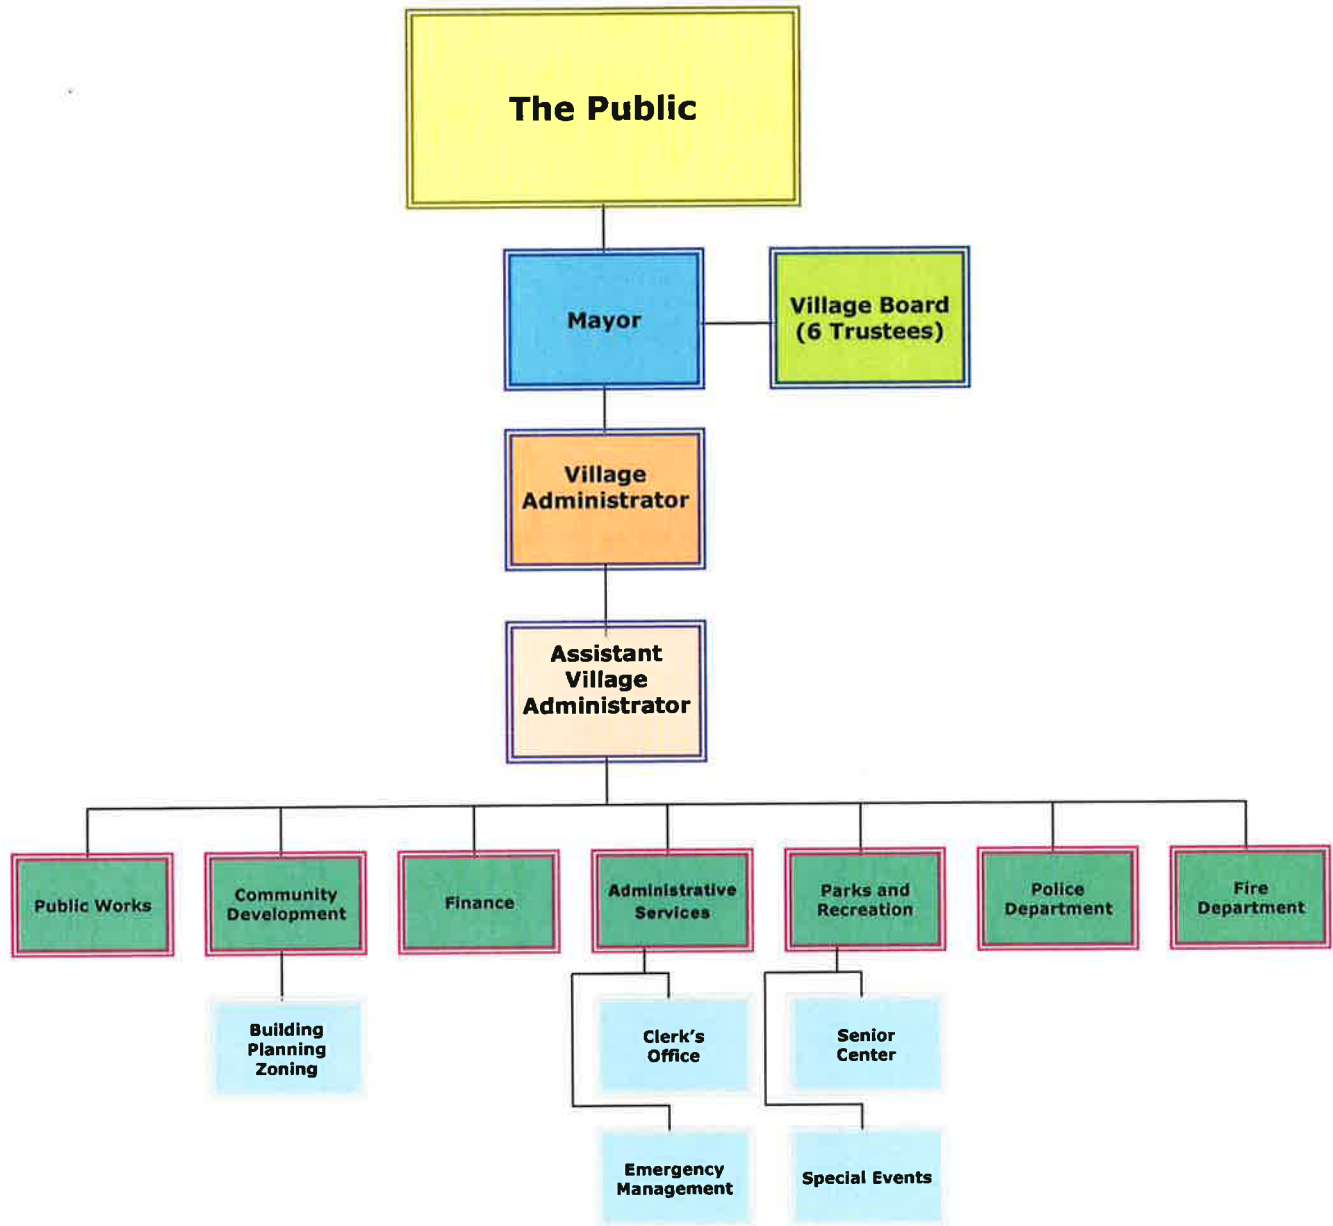 The Public
Mayor
Village Board
(6 Trustees)
Village
Administrator
Assistant
Village
Administrator
Public Works
Community
Development
Finance
Administrative
Services
Parks and
Recreation
Police
Department
Fire
Department
Building
Planning
Zoning
Clerk's
Office
Senior
Center
Emergency
Management
Special Events